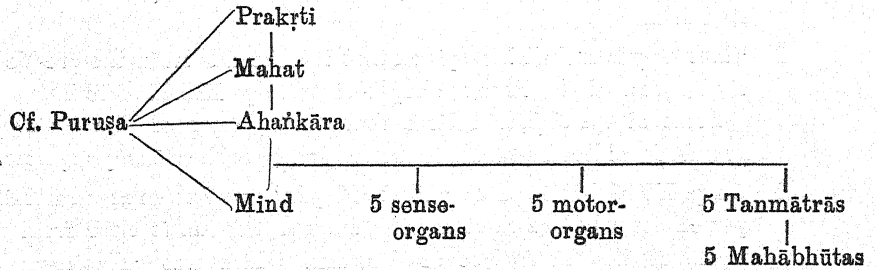 Prakṛti
Mahat
Cf. Puruṣa Ahaṅkāra
Mind 5 sense- 5 motor- 5 Tanmātrās
organs organs
5 Mahābhūtas